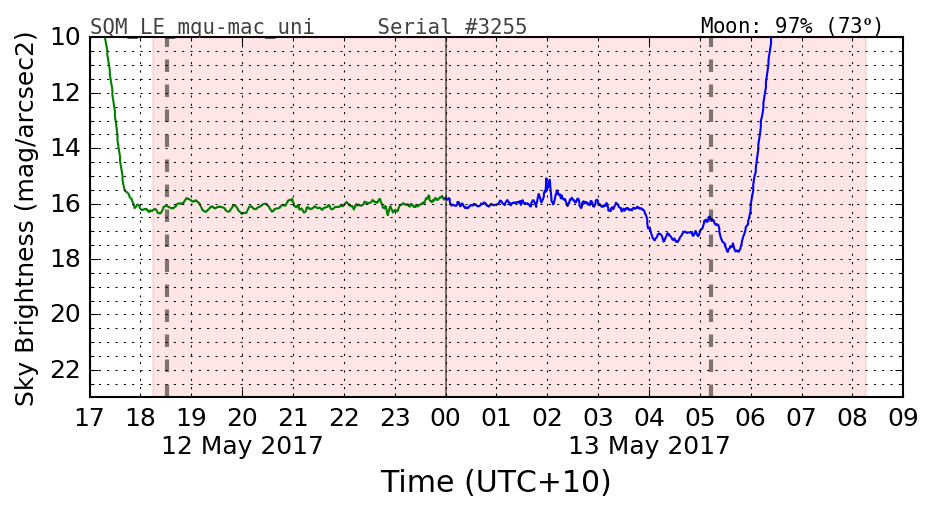 SQM_LE_mqu-mac_uni Serial #3255 Moon: 97% (73º)
Sky Brightness (mag/arcsec2)
10
12
14
16
18
20
22
17 18 19 20 21 22 23 00 01 02 03 04 05 06 07 08 09
12 May 2017 13 May 2017
Time (UTC+10)